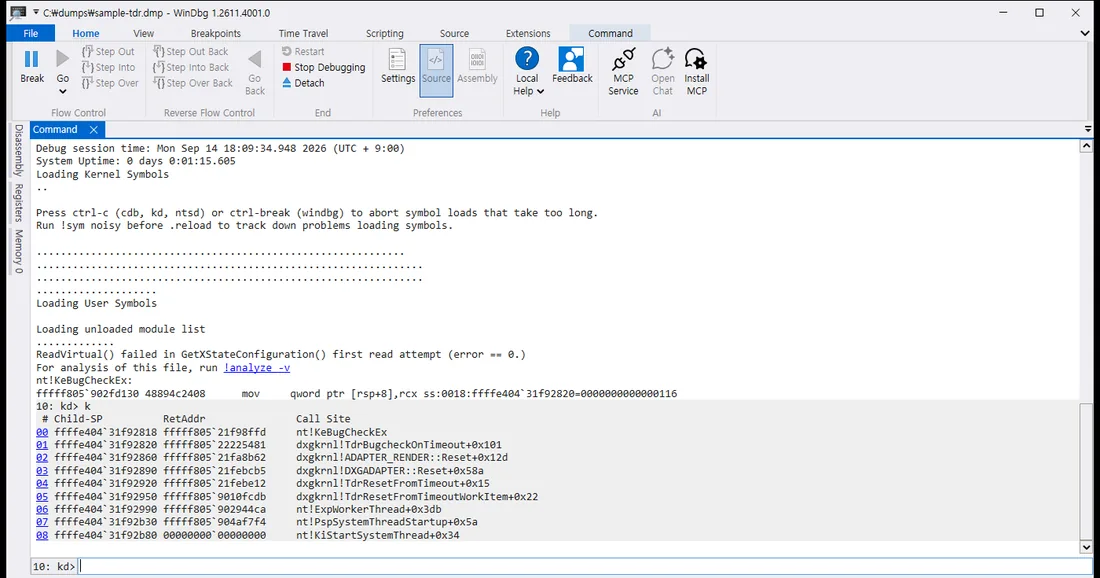 C:₩dumps₩sample-tdr.dmp - WinDbg 1.2611.4001.0
File Home View Breakpoints Time Travel Scripting Source Extensions Command
Break
Go
Step Out
Step Into
Step Over
Flow Control
Step Out Back
Step Into Back
Step Over Back
Go Back
Reverse Flow Control
Restart
Stop Debugging
Detach
End
Settings
Source
Assembly
Preferences
Local Help
Feedback
Help
MCP Service
Open Chat
Install MCP
AI
Disassembly
Registers
Memory 0
Command
Debug session time: Mon Sep 14 18:09:34.948 2026 (UTC + 9:00)
System Uptime: 0 days 0:01:15.605
Loading Kernel Symbols
..
Press ctrl-c (cdb, kd, ntsd) or ctrl-break (windbg) to abort symbol loads that take too long.
Run !sym noisy before .reload to track down problems loading symbols.
.............................................................
................................................................
................................................................
....................
Loading User Symbols
Loading unloaded module list
.............
ReadVirtual() failed in GetXStateConfiguration() first read attempt (error == 0.)
For analysis of this file, run !analyze -v
nt!KeBugCheckEx:
fffff805`902fd130 48894c2408 mov qword ptr [rsp+8],rcx ss:0018:ffffe404`31f92820=0000000000000116
10: kd> k
# Child-SP RetAddr Call Site
00 ffffe404`31f92818 fffff805`21f98ffd nt!KeBugCheckEx
01 ffffe404`31f92820 fffff805`22225481 dxgkrnl!TdrBugcheckOnTimeout+0x101
02 ffffe404`31f92860 fffff805`21fa8b62 dxgkrnl!ADAPTER_RENDER::Reset+0x12d
03 ffffe404`31f92890 fffff805`21febcb5 dxgkrnl!DXGADAPTER::Reset+0x58a
04 ffffe404`31f92920 fffff805`21febe12 dxgkrnl!TdrResetFromTimeout+0x15
05 ffffe404`31f92950 fffff805`9010fcdb dxgkrnl!TdrResetFromTimeoutWorkItem+0x22
06 ffffe404`31f92990 fffff805`902944ca nt!ExpWorkerThread+0x3db
07 ffffe404`31f92b30 fffff805`904af7f4 nt!PspSystemThreadStartup+0x5a
08 ffffe404`31f92b80 00000000`00000000 nt!KiStartSystemThread+0x34
10: kd>